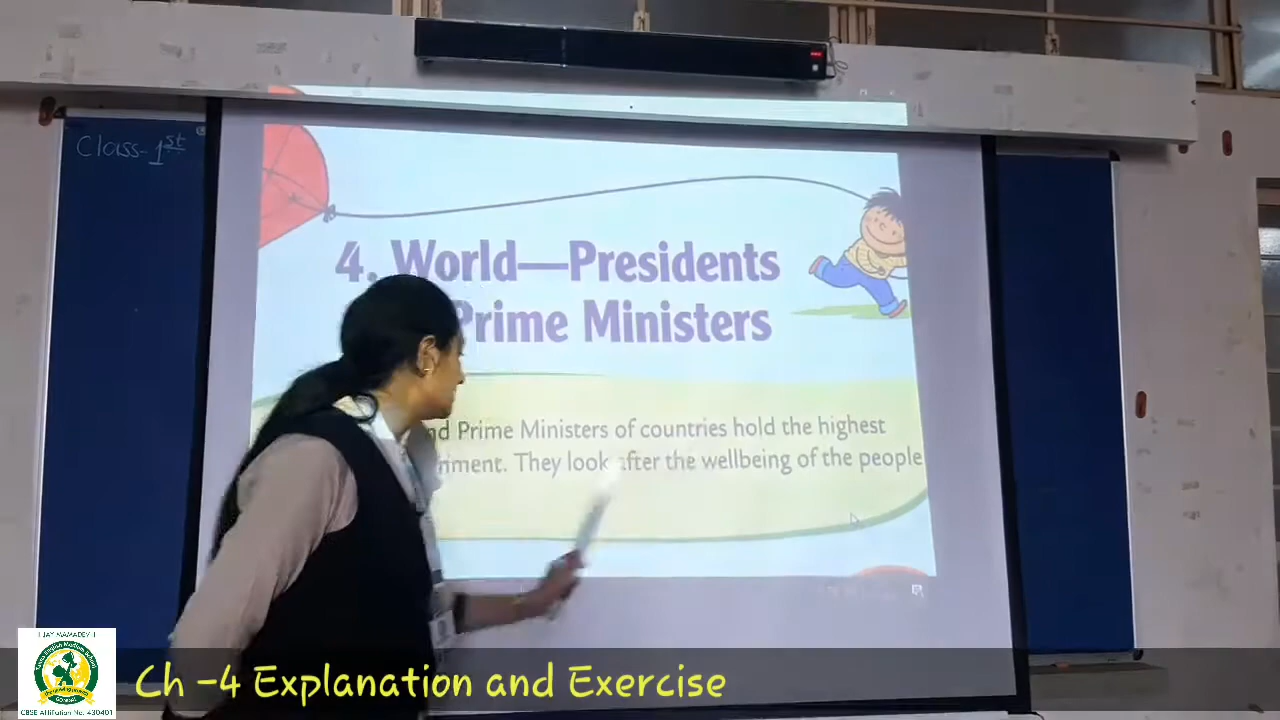 Class-1st
4. World—Presidents
Prime Ministers
nd Prime Ministers of countries hold the highest
nment. They look after the wellbeing of the people
JAY MAMADEV
CBSE Affiliation No. 430401
Ch -4 Explanation and Exercise